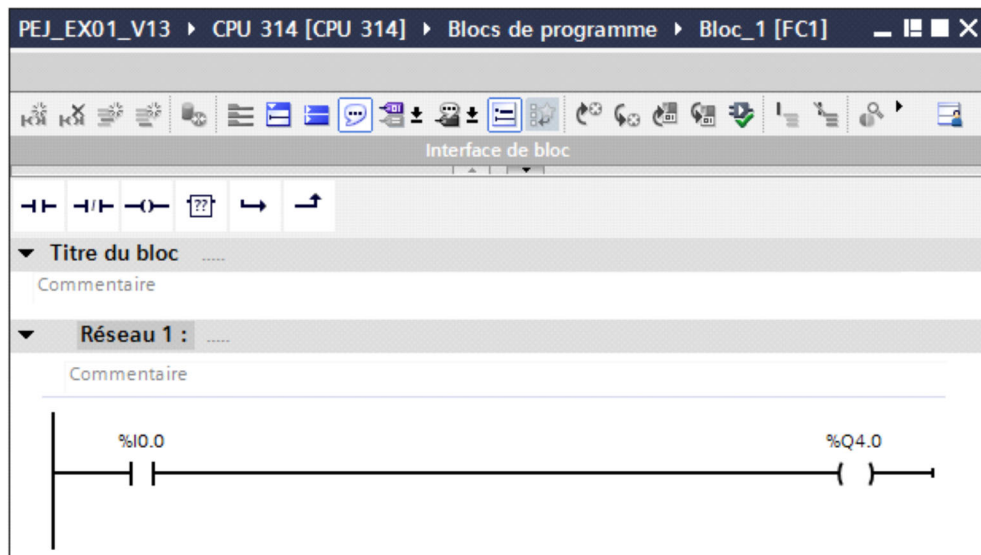 PEJ_EX01_V13 ▸ CPU 314 [CPU 314] ▸ Blocs de programme ▸ Bloc_1 [FC1]
Interface de bloc
??
Titre du bloc .....
Commentaire
Réseau 1 : .....
Commentaire
%I0.0 %Q4.0